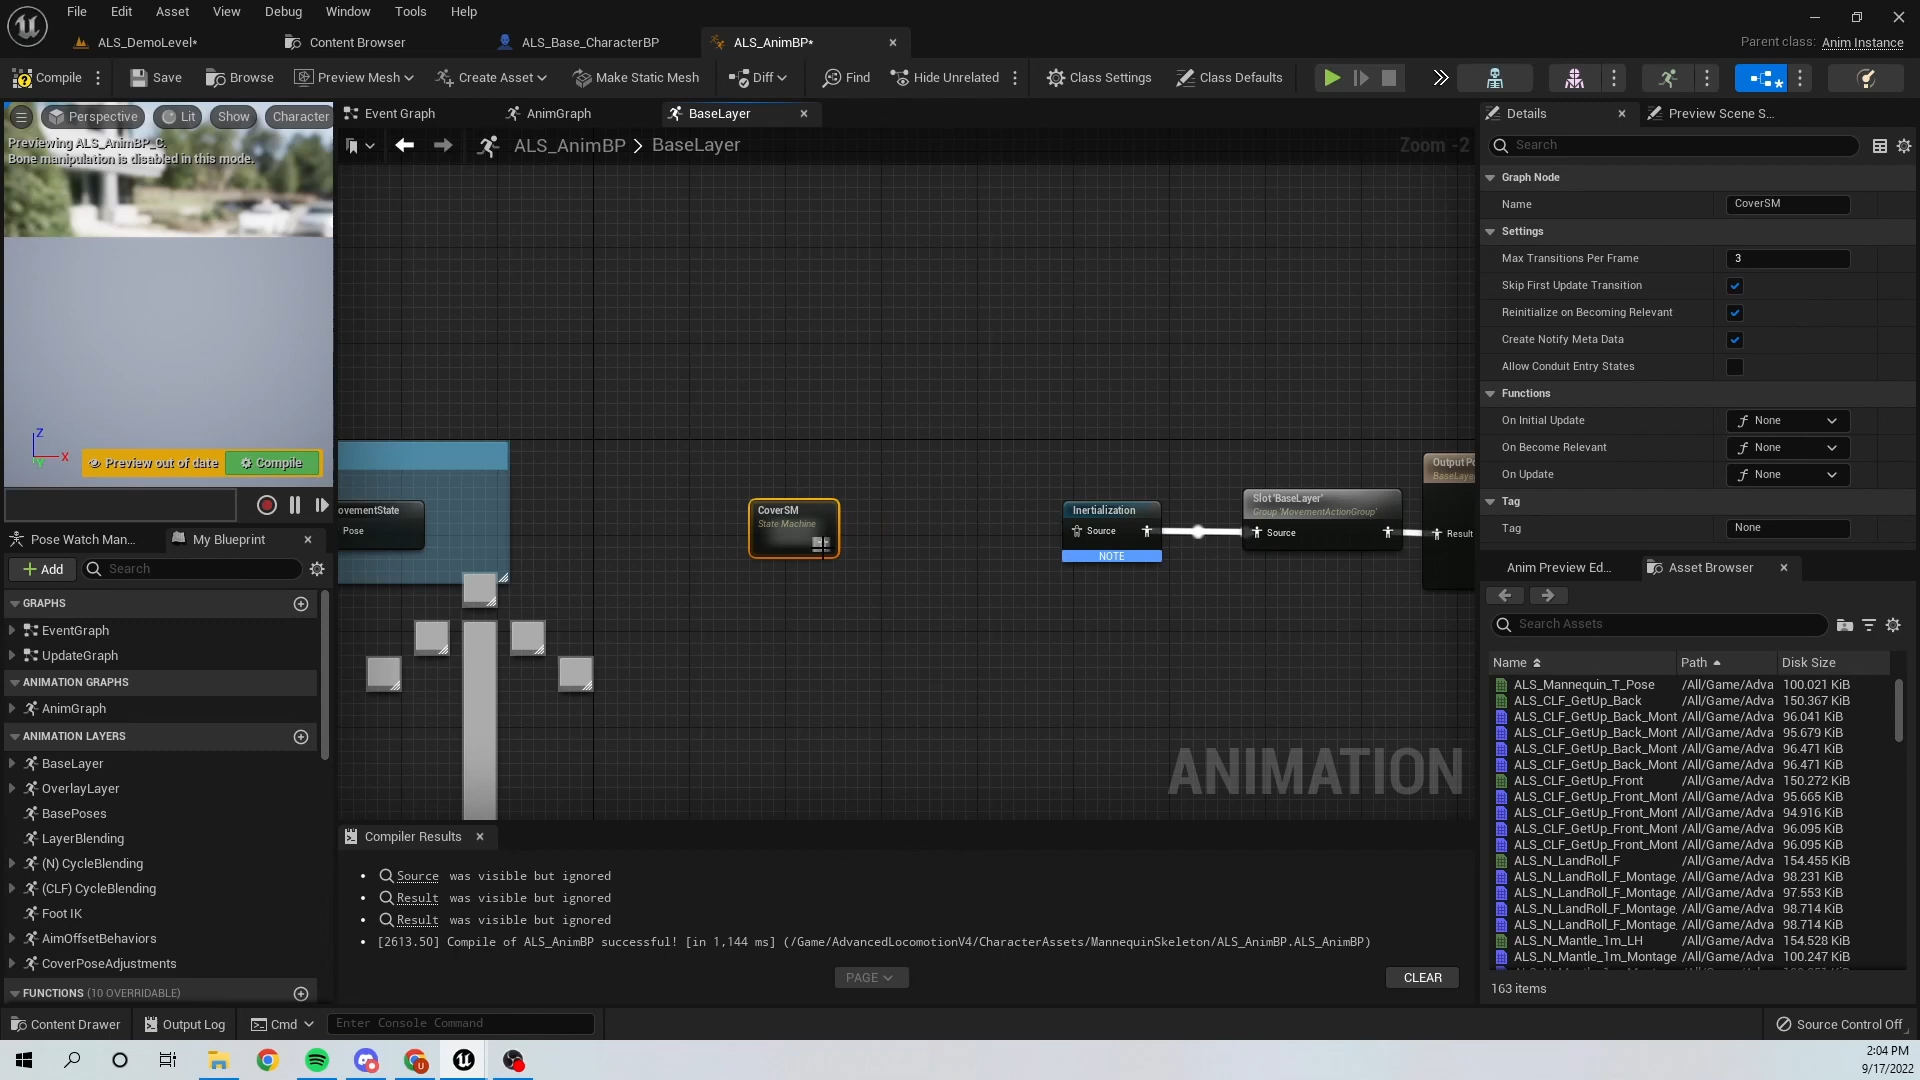 File Edit Asset View Debug Window Tools Help
ALS_DemoLevel*
Content Browser
ALS_Base_CharacterBP
ALS_AnimBP*
Parent class: Anim Instance
Compile
Save
Browse
Preview Mesh
Create Asset
Make Static Mesh
Diff
Find
Hide Unrelated
Class Settings
Class Defaults
Perspective
Lit
Show
Character
Previewing ALS_AnimBP_C.
Bone manipulation is disabled in this mode.
Z
X
Y
Preview out of date
Compile
Event Graph
AnimGraph
BaseLayer
ALS_AnimBP > BaseLayer
Zoom -2
ovementState
Pose
CoverSM
State Machine
Inertialization
Source
NOTE
Slot 'BaseLayer'
Group 'MovementActionGroup'
Source
Output Po
BaseLayer
Result
ANIMATION
Pose Watch Man...
My Blueprint
Add
Search
GRAPHS
EventGraph
UpdateGraph
ANIMATION GRAPHS
AnimGraph
ANIMATION LAYERS
BaseLayer
OverlayLayer
BasePoses
LayerBlending
(N) CycleBlending
(CLF) CycleBlending
Foot IK
AimOffsetBehaviors
CoverPoseAdjustments
FUNCTIONS (10 OVERRIDABLE)
Compiler Results
Source was visible but ignored
Result was visible but ignored
Result was visible but ignored
[2613.50] Compile of ALS_AnimBP successful! [in 1,144 ms] (/Game/AdvancedLocomotionV4/CharacterAssets/MannequinSkeleton/ALS_AnimBP.ALS_AnimBP)
PAGE
CLEAR
Details
Preview Scene S...
Search
Graph Node
Name
CoverSM
Settings
Max Transitions Per Frame
3
Skip First Update Transition
Reinitialize on Becoming Relevant
Create Notify Meta Data
Allow Conduit Entry States
Functions
On Initial Update
None
On Become Relevant
None
On Update
None
Tag
Tag
None
Anim Preview Ed...
Asset Browser
Search Assets
Name Path Disk Size
ALS_Mannequin_T_Pose /All/Game/Adva 100.021 KiB
ALS_CLF_GetUp_Back /All/Game/Adva 150.367 KiB
ALS_CLF_GetUp_Back_Mont /All/Game/Adva 96.041 KiB
ALS_CLF_GetUp_Back_Mont /All/Game/Adva 95.679 KiB
ALS_CLF_GetUp_Back_Mont /All/Game/Adva 96.471 KiB
ALS_CLF_GetUp_Back_Mont /All/Game/Adva 96.471 KiB
ALS_CLF_GetUp_Front /All/Game/Adva 150.272 KiB
ALS_CLF_GetUp_Front_Mont /All/Game/Adva 95.665 KiB
ALS_CLF_GetUp_Front_Mont /All/Game/Adva 94.916 KiB
ALS_CLF_GetUp_Front_Mont /All/Game/Adva 96.095 KiB
ALS_CLF_GetUp_Front_Mont /All/Game/Adva 96.095 KiB
ALS_N_LandRoll_F /All/Game/Adva 154.455 KiB
ALS_N_LandRoll_F_Montage /All/Game/Adva 98.231 KiB
ALS_N_LandRoll_F_Montage /All/Game/Adva 97.553 KiB
ALS_N_LandRoll_F_Montage /All/Game/Adva 98.714 KiB
ALS_N_LandRoll_F_Montage /All/Game/Adva 98.714 KiB
ALS_N_Mantle_1m_LH /All/Game/Adva 154.528 KiB
ALS_N_Mantle_1m_Montage /All/Game/Adva 100.247 KiB
163 items
Content Drawer
Output Log
Cmd
Enter Console Command
Source Control Off
2:04 PM
9/17/2022